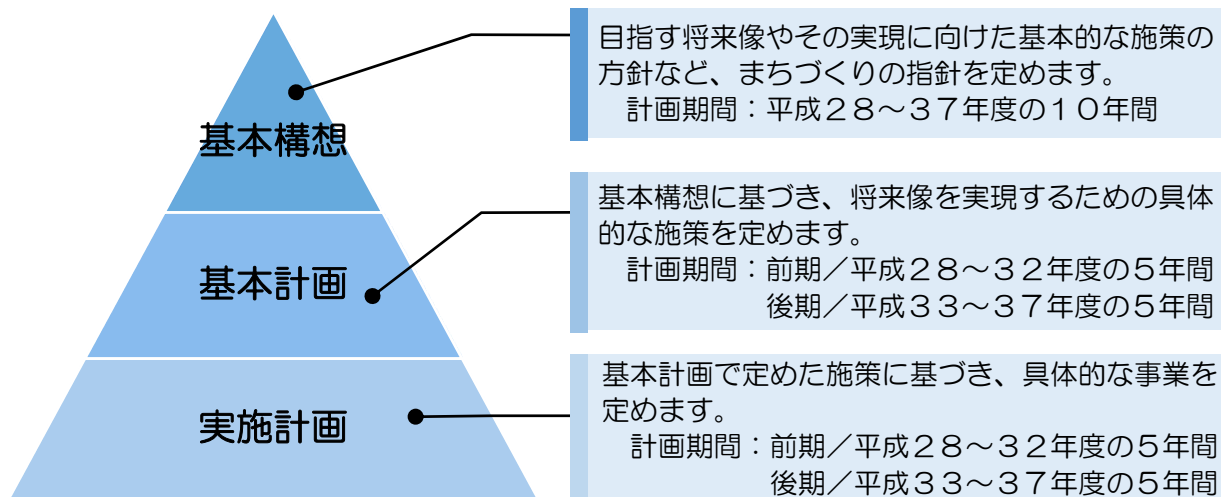 基本構想
目指す将来像やその実現に向けた基本的な施策の
方針など、まちづくりの指針を定めます。
計画期間：平成２８～３７年度の１０年間
基本計画
基本構想に基づき、将来像を実現するための具体
的な施策を定めます。
計画期間：前期／平成２８～３２年度の５年間
後期／平成３３～３７年度の５年間
実施計画
基本計画で定めた施策に基づき、具体的な事業を
定めます。
計画期間：前期／平成２８～３２年度の５年間
後期／平成３３～３７年度の５年間